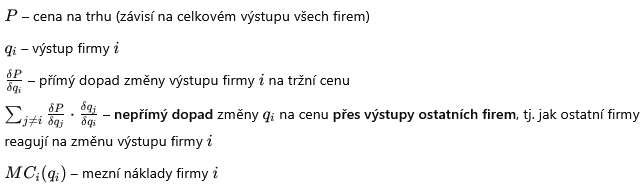 P – cena na trhu (závisí na celkovém výstupu všech firem)
q_i – výstup firmy i
\frac{\delta P}{\delta q_i} – přímý dopad změny výstupu firmy i na tržní cenu
\sum_{j \neq i} \frac{\delta P}{\delta q_j} \cdot \frac{\delta q_j}{\delta q_i} – nepřímý dopad změny q_i na cenu přes výstupy ostatních firem, tj. jak ostatní firmy
reagují na změnu výstupu firmy i
MC_i(q_i) – mezní náklady firmy i